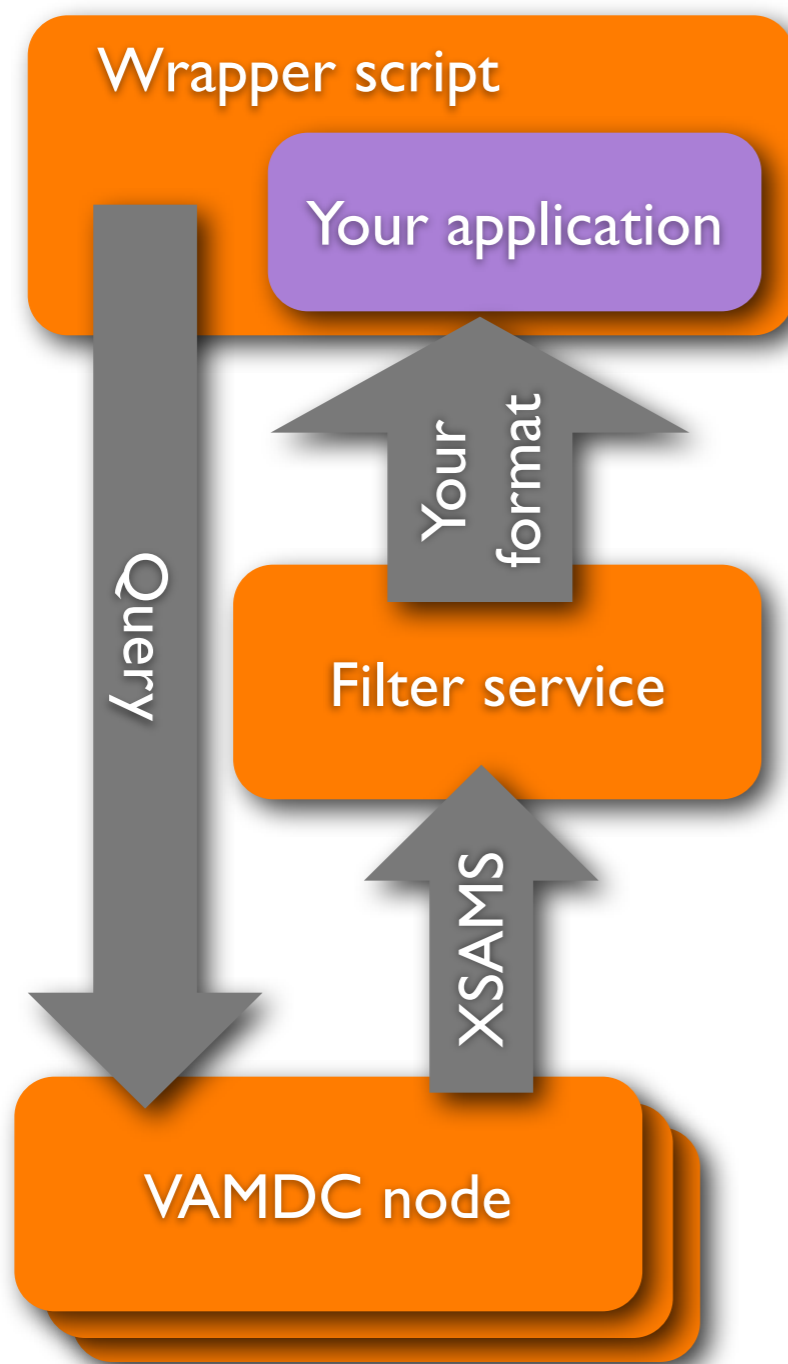 Wrapper script
Your application
Your
format
Query
Filter service
XSAMS
VAMDC node